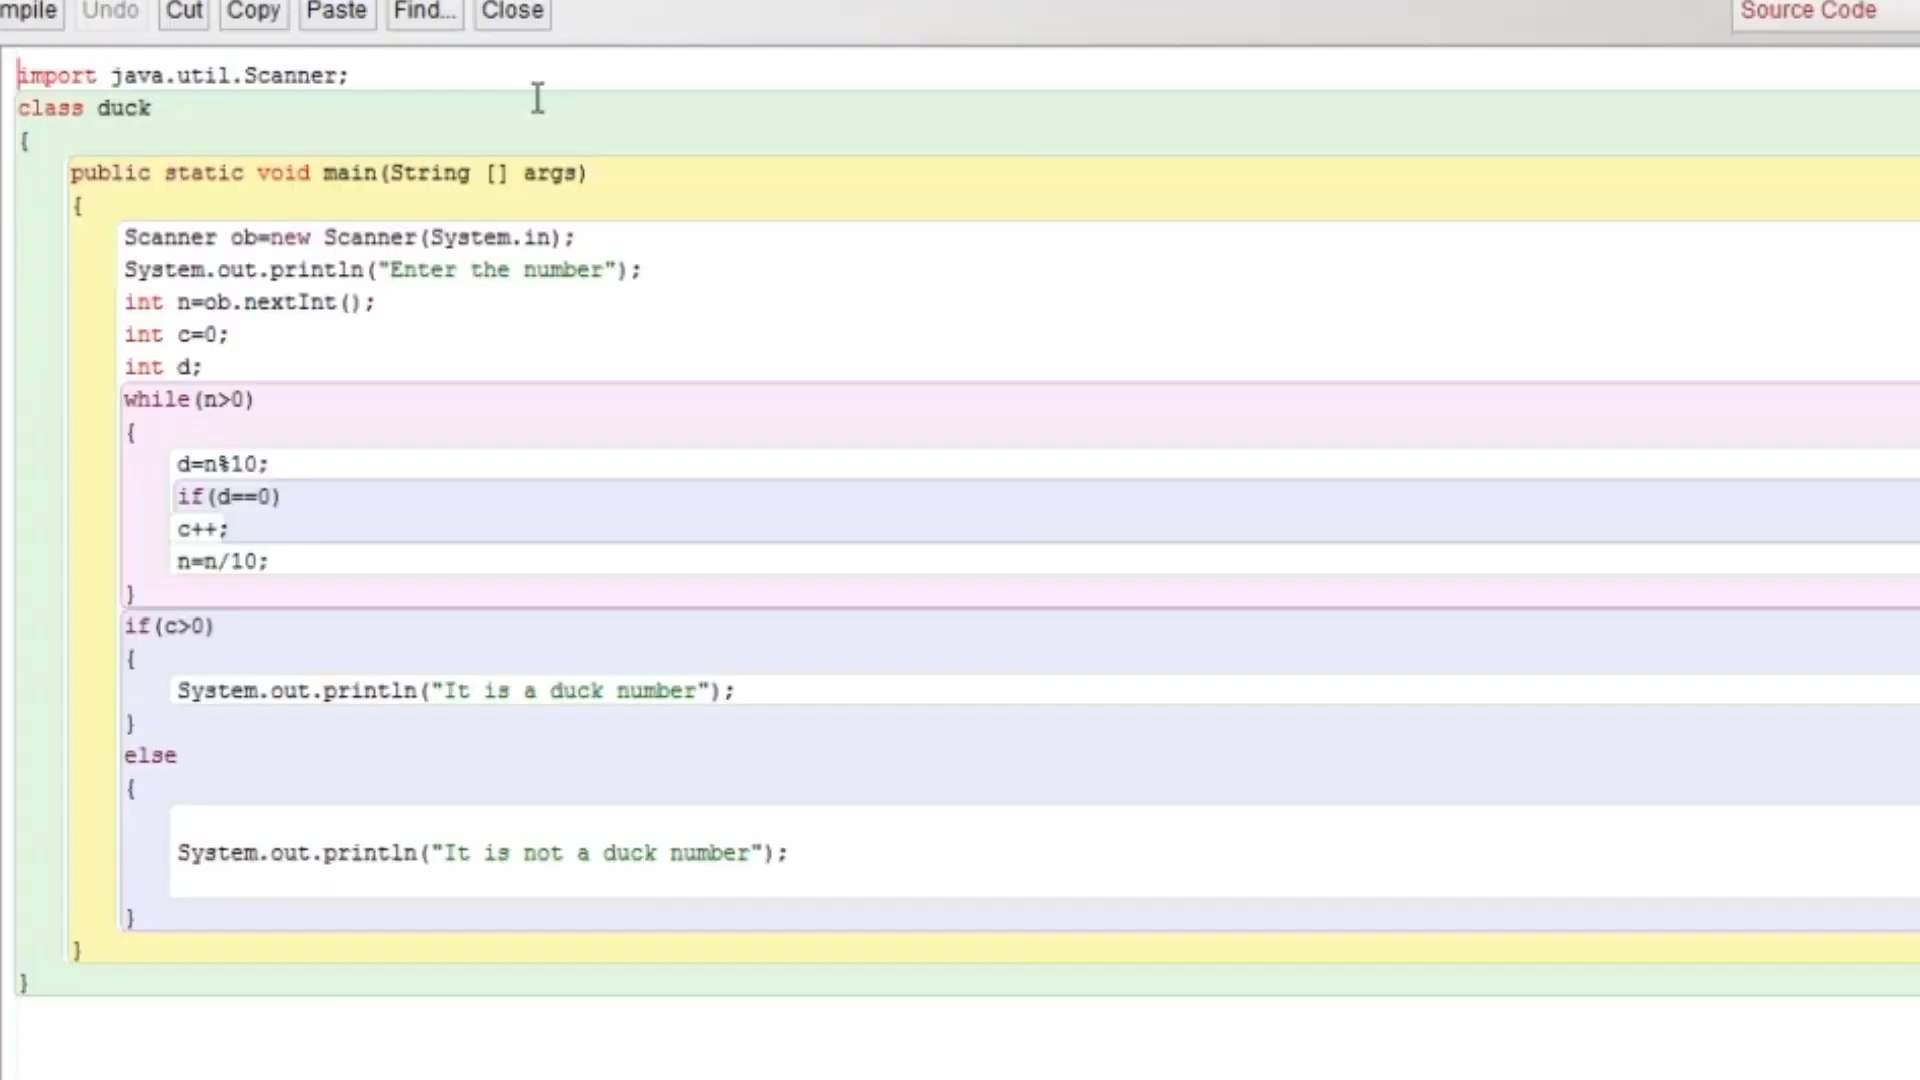 mpile Undo Cut Copy Paste Find... Close Source Code
import java.util.Scanner;
class duck
{
public static void main(String [] args)
{
Scanner ob=new Scanner(System.in);
System.out.println("Enter the number");
int n=ob.nextInt();
int c=0;
int d;
while(n>0)
{
d=n%10;
if(d==0)
c++;
n=n/10;
}
if(c>0)
{
System.out.println("It is a duck number");
}
else
{
System.out.println("It is not a duck number");
}
}
}